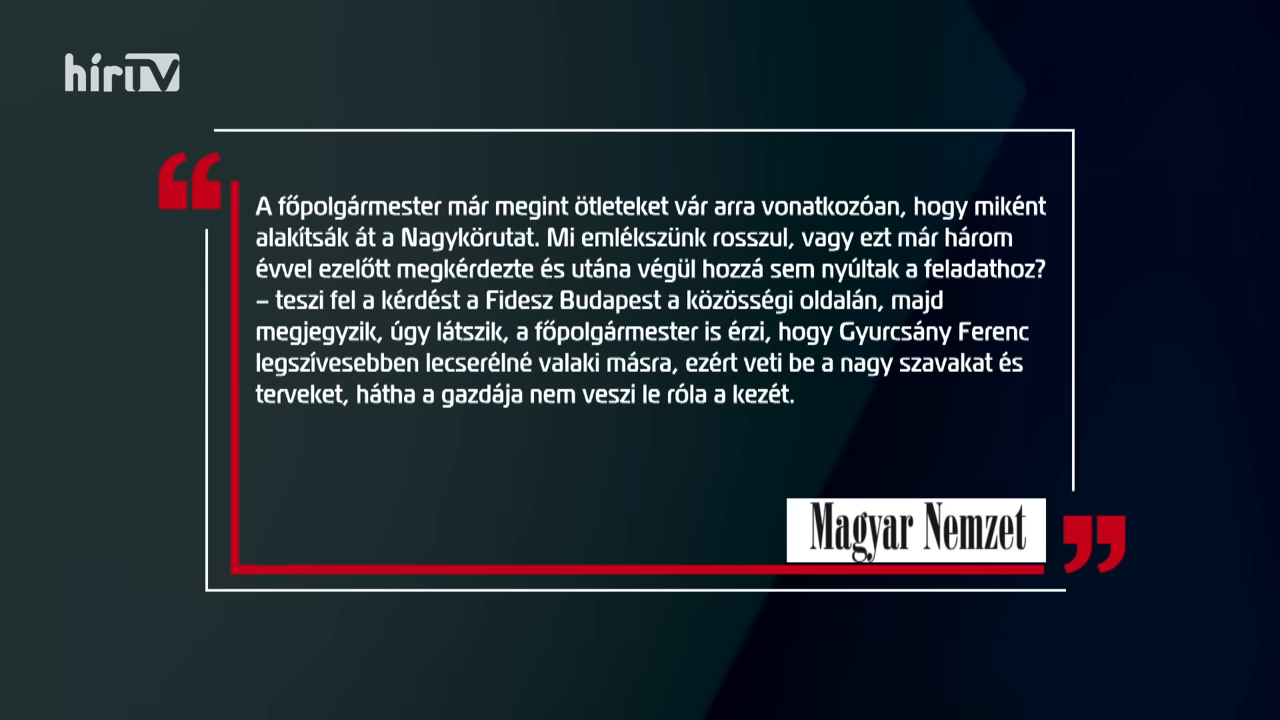 hírTV
A főpolgármester már megint ötleteket vár arra vonatkozóan, hogy miként
alakítsák át a Nagykörutat. Mi emlékszünk rosszul, vagy ezt már három
évvel ezelőtt megkérdezte és utána végül hozzá sem nyúltak a feladathoz?
– teszi fel a kérdést a Fidesz Budapest a közösségi oldalán, majd
megjegyzik, úgy látszik, a főpolgármester is érzi, hogy Gyurcsány Ferenc
legszívesebben lecserélné valaki másra, ezért veti be a nagy szavakat és
terveket, hátha a gazdája nem veszi le róla a kezét.
Magyar Nemzet